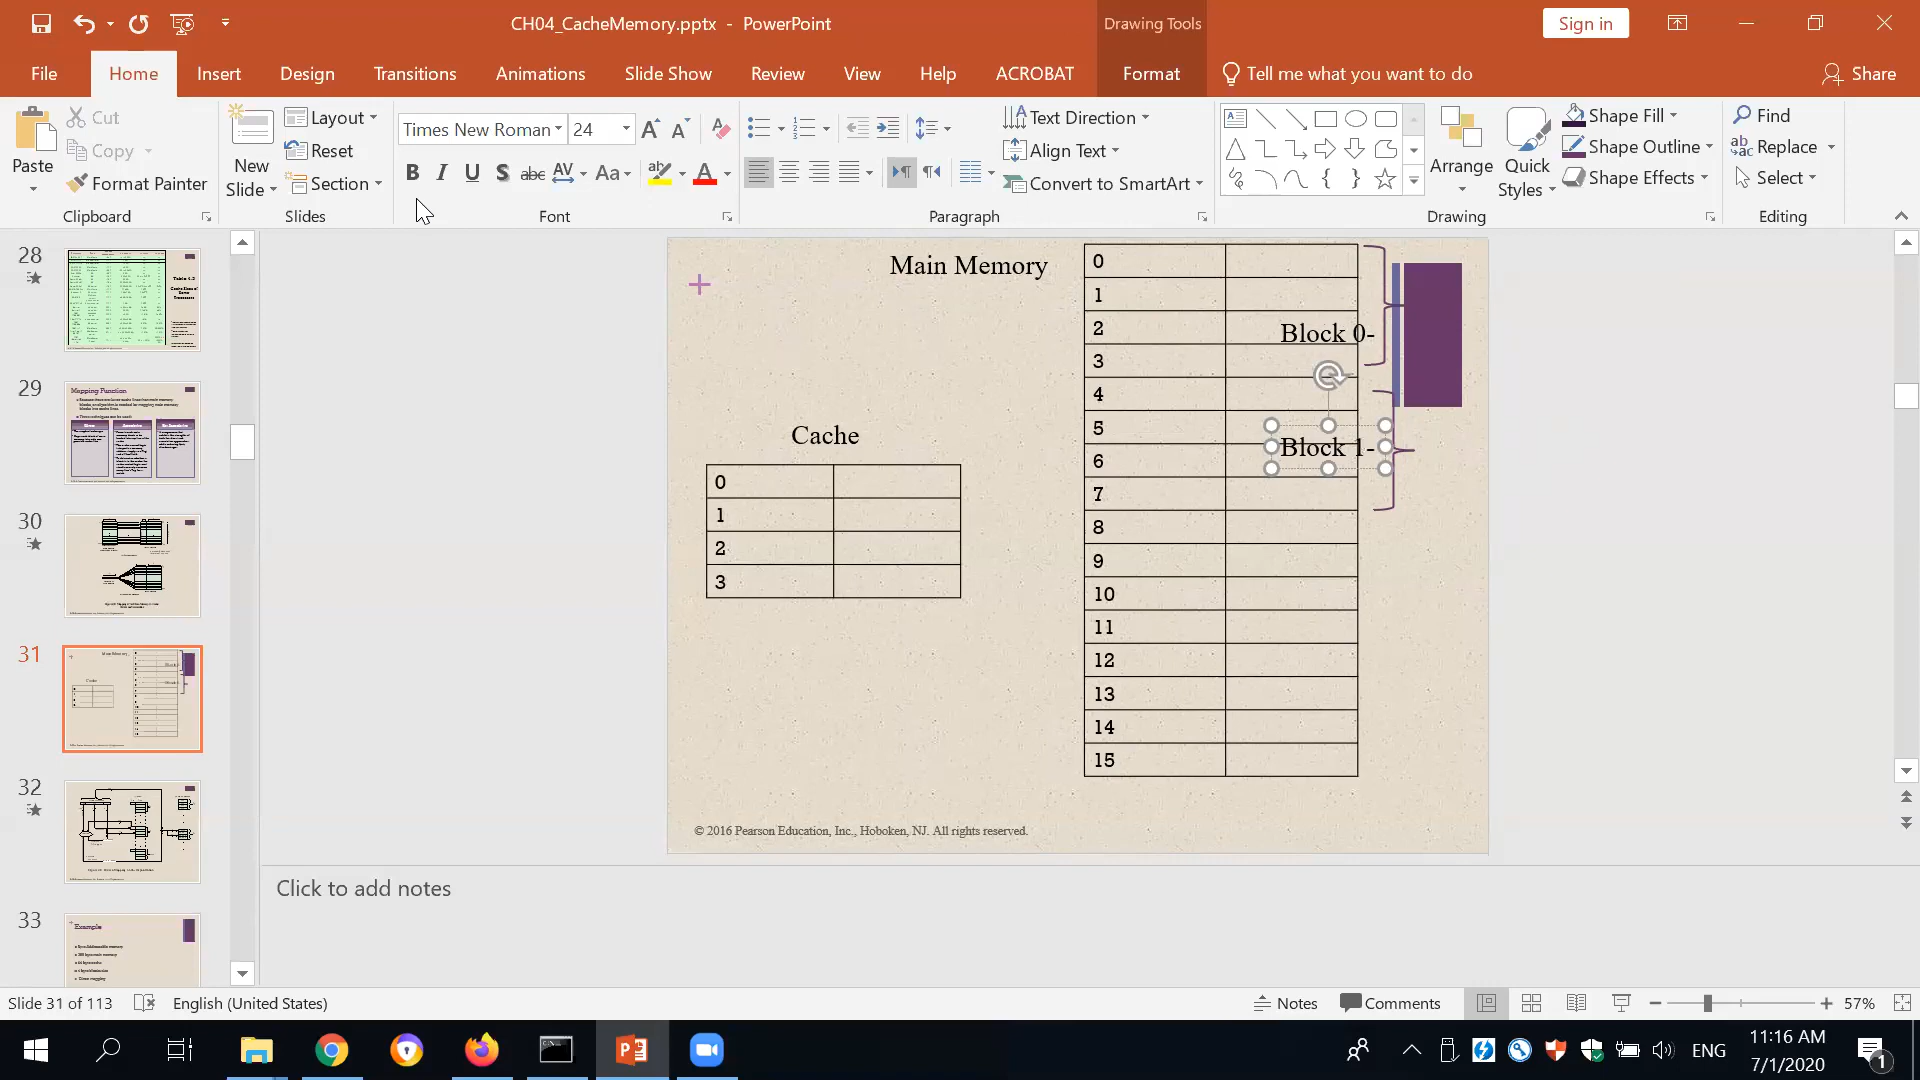 CH04_CacheMemory.pptx - PowerPoint
Drawing Tools
Sign in
File
Home
Insert
Design
Transitions
Animations
Slide Show
Review
View
Help
ACROBAT
Format
Tell me what you want to do
Share
Paste
Cut
Copy
Format Painter
Clipboard
New
Slide
Layout
Reset
Section
Slides
Times New Roman
24
Font
Text Direction
Align Text
Convert to SmartArt
Paragraph
Arrange
Quick
Styles
Shape Fill
Shape Outline
Shape Effects
Drawing
Find
Replace
Select
Editing
28
29
Mapping Function
30
31
32
33
Example
Main Memory
Cache
0
1
2
3
0
1
2
3
4
5
6
7
8
9
10
11
12
13
14
15
Block 0-
Block 1-
© 2016 Pearson Education, Inc., Hoboken, NJ. All rights reserved.
Click to add notes
Slide 31 of 113
English (United States)
Notes
Comments
57%
ENG
11:16 AM
7/1/2020
1